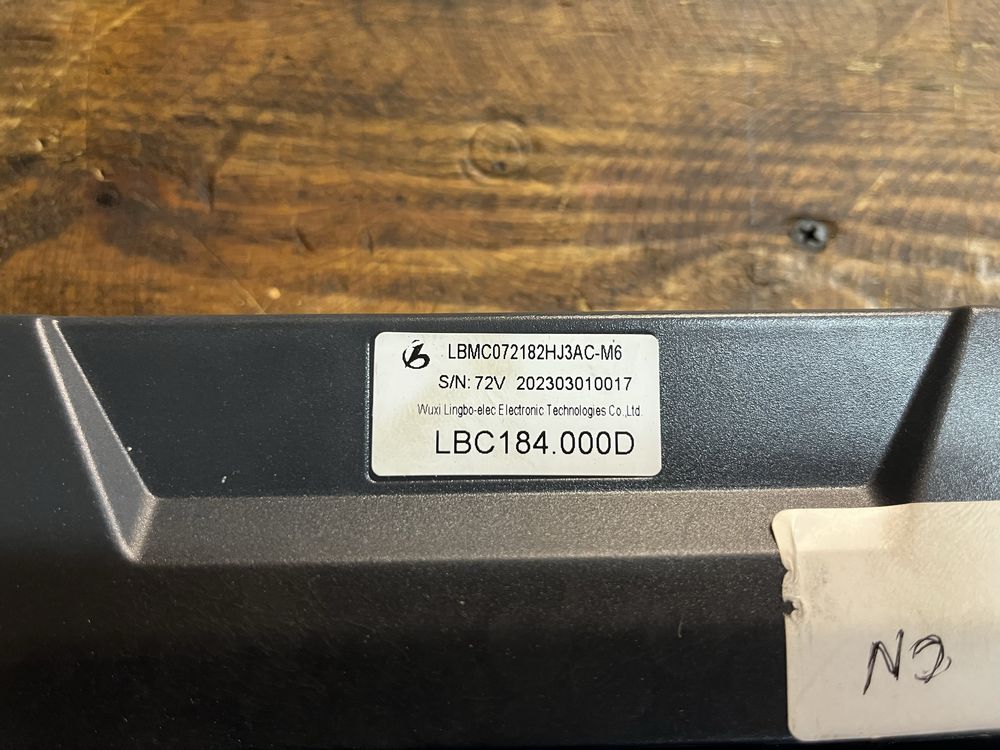 LBMC072182HJ3AC-M6
S/N: 72V 202303010017
Wuxi Lingbo-elec Electronic Technologies Co.,Ltd.
LBC184.000D